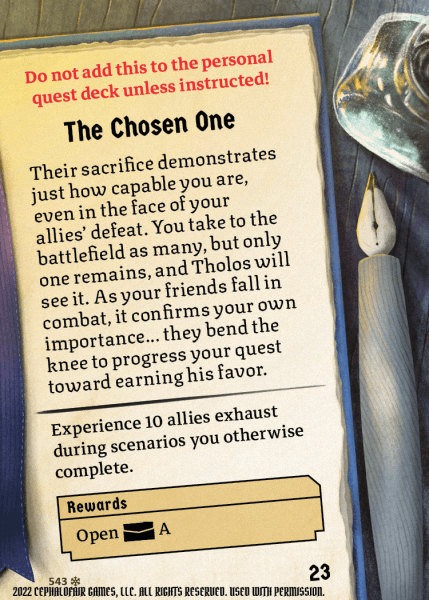 Do not add this to the personal
quest deck unless instructed!
The Chosen One
Their sacrifice demonstrates
just how capable you are,
even in the face of your
allies’ defeat. You take to the
battlefield as many, but only
one remains, and Tholos will
see it. As your friends fall in
combat, it confirms your own
importance... they bend the
knee to progress your quest
toward earning his favor.
Experience 10 allies exhaust
during scenarios you otherwise
complete.
Rewards
Open A
23
543
2022 CEPHALOFAIR GAMES, LLC. ALL RIGHTS RESERVED. USED WITH PERMISSION.